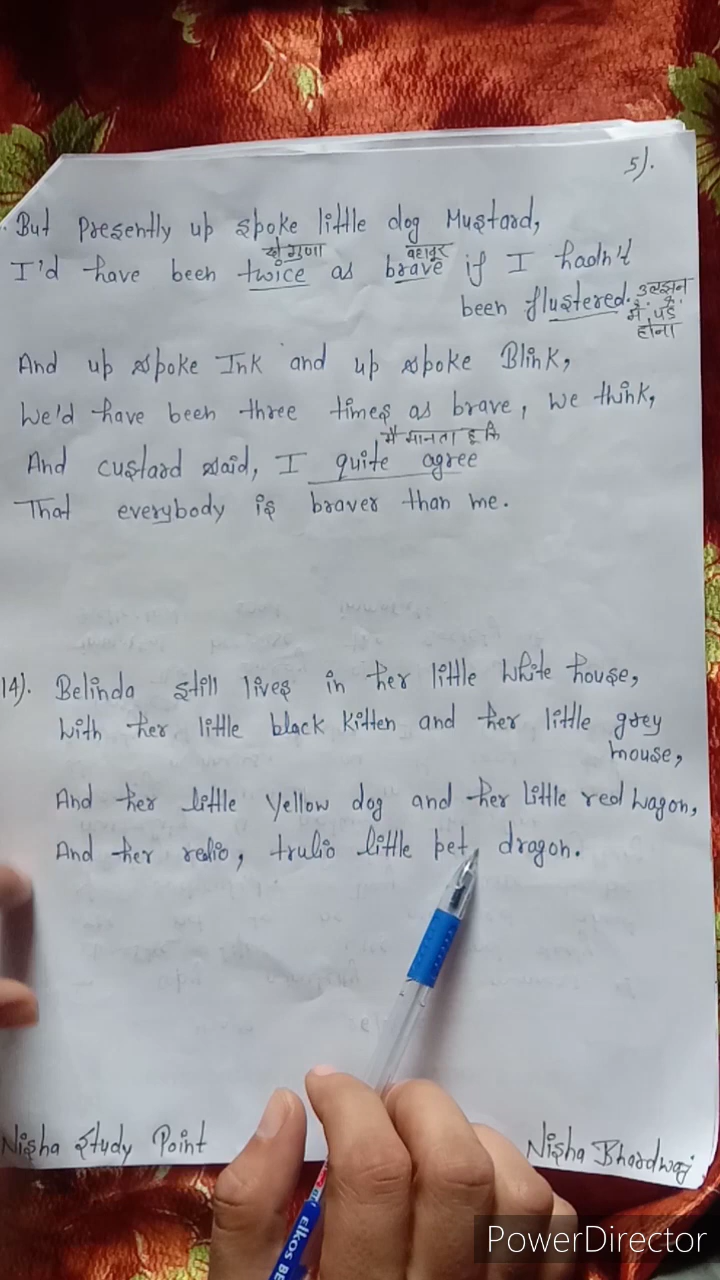 5).
But Presently up spoke little dog Mustard,
दो गुणा बहादुर
I'd have been twice as brave if I hadn't
been flustered. उलझन
में पड़े
होना
And up spoke Ink and up spoke Blink,
We'd have been three times as brave, we think,
मैं मानता हू कि
And custard said, I quite agree
That everybody is braver than me.
14). Belinda still lives in her little white house,
With her little black kitten and her little grey
mouse,
And her little Yellow dog and her little red wagon,
And her realio, trulio little pet dragon.
Nisha Study Point Nisha Bhardwaj
Elkos BE
PowerDirector